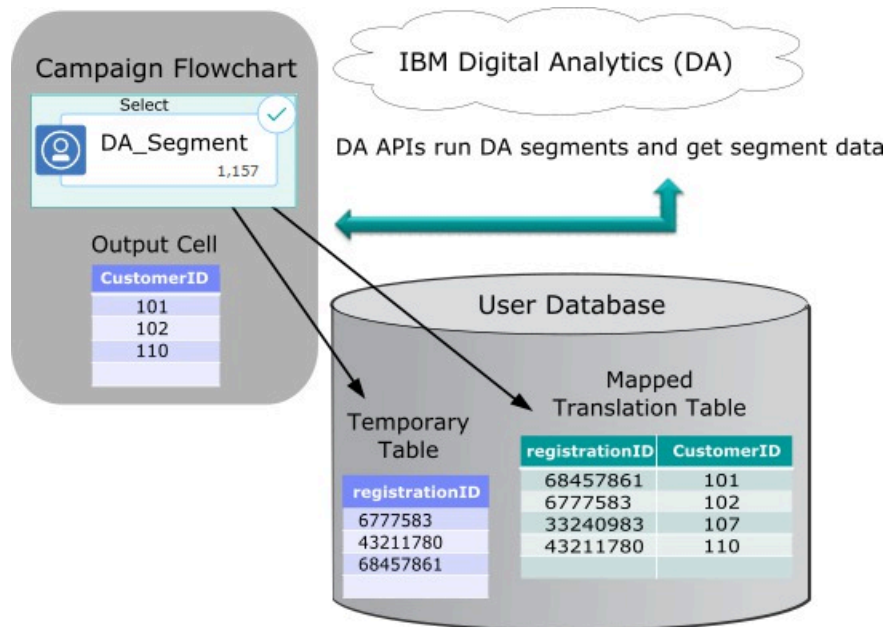 Campaign Flowchart
Select
DA_Segment
1,157
Output Cell
CustomerID
101
102
110
IBM Digital Analytics (DA)
DA APIs run DA segments and get segment data
User Database
Temporary
Table
registrationID
6777583
43211780
68457861
Mapped
Translation Table
registrationID CustomerID
68457861 101
6777583 102
33240983 107
43211780 110